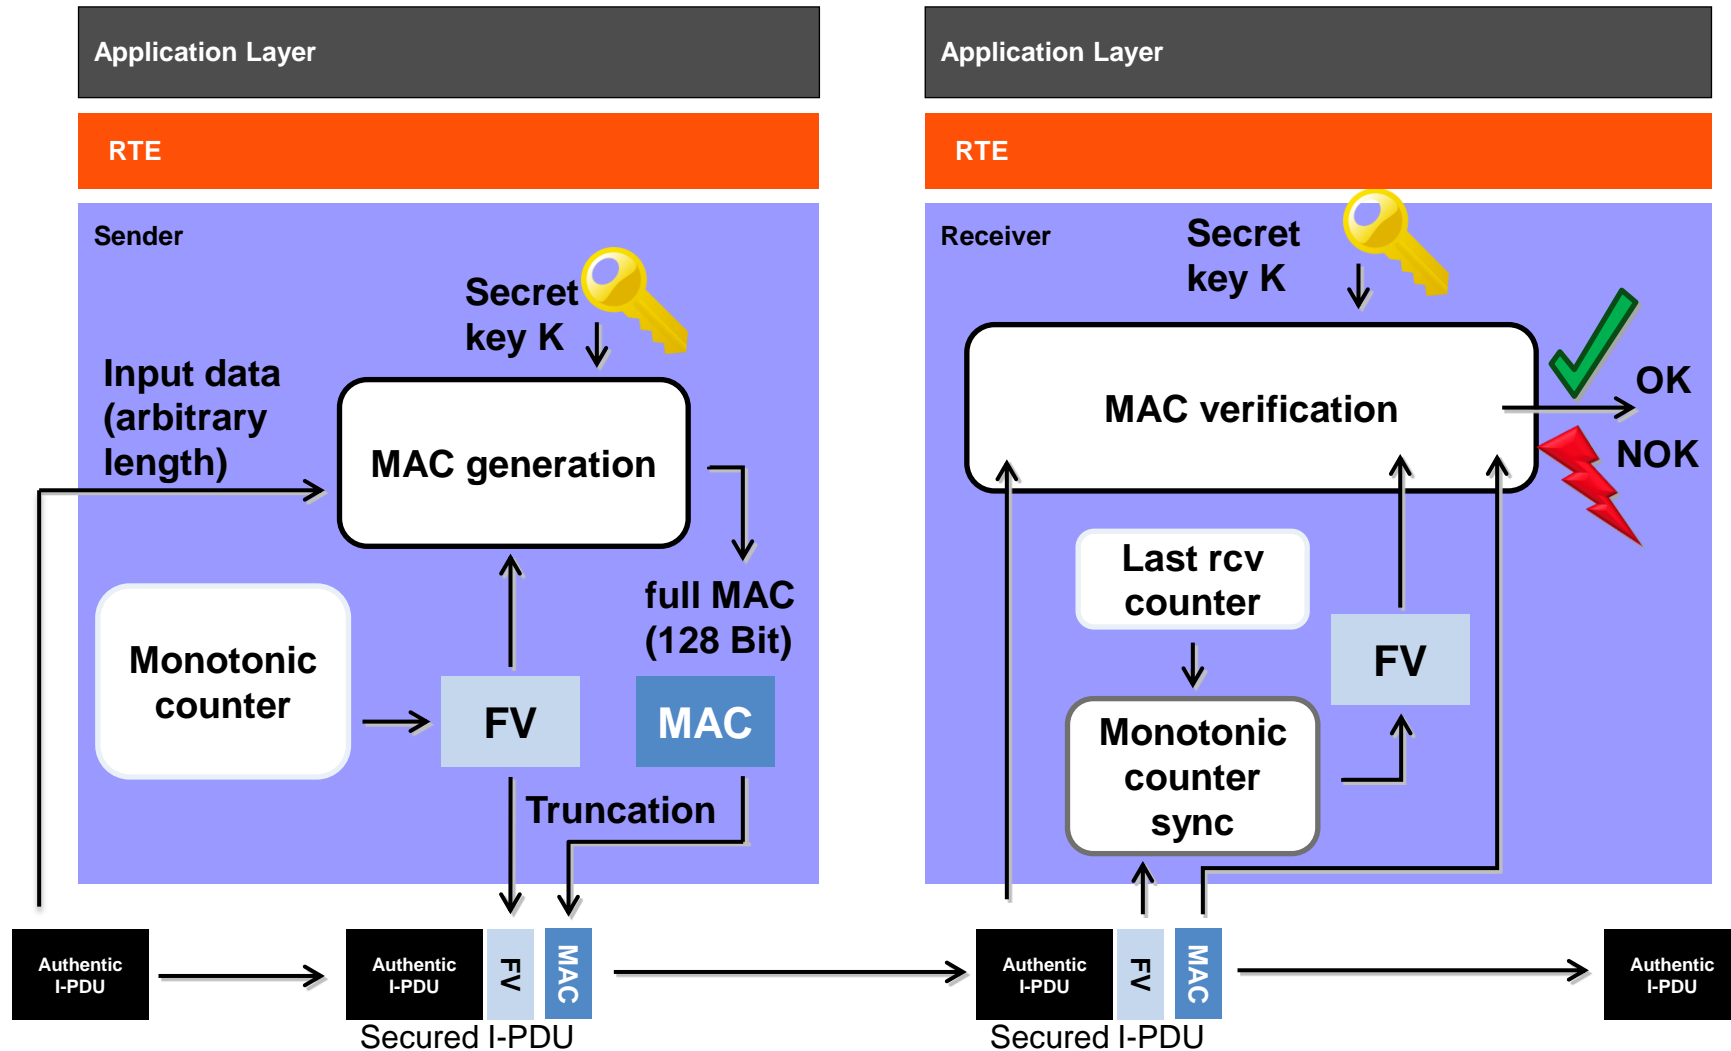 Application Layer
RTE
Sender
Secret
key K
Input data
(arbitrary
length)
MAC generation
full MAC
(128 Bit)
Monotonic
counter
FV
MAC
Truncation
Authentic
I-PDU
Authentic
I-PDU
FV
MAC
Secured I-PDU
Application Layer
RTE
Receiver
Secret
key K
MAC verification
OK
NOK
Last rcv
counter
FV
Monotonic
counter
sync
Authentic
I-PDU
FV
MAC
Secured I-PDU
Authentic
I-PDU